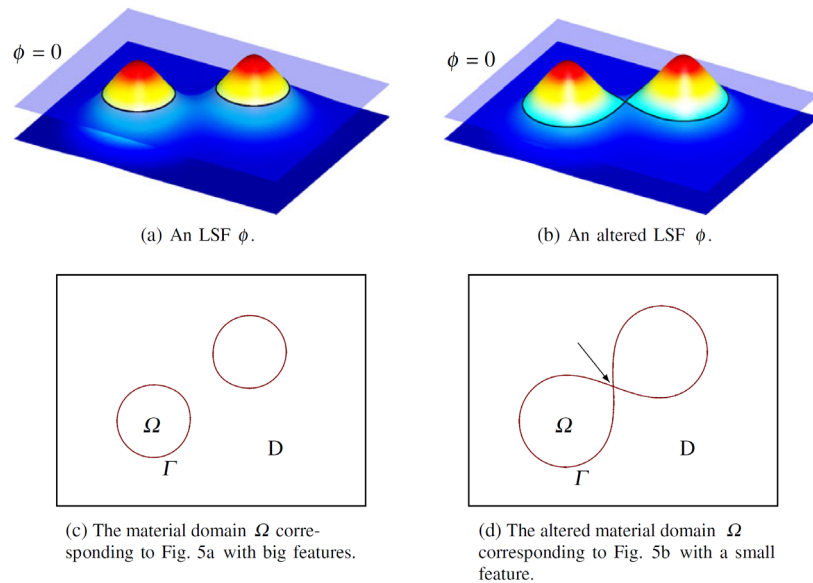 ϕ = 0
ϕ = 0
(a) An LSF ϕ.
(b) An altered LSF ϕ.
Ω
Γ
D
Ω
Γ
D
(c) The material domain Ω corre-
sponding to Fig. 5a with big features.
(d) The altered material domain Ω
corresponding to Fig. 5b with a small
feature.